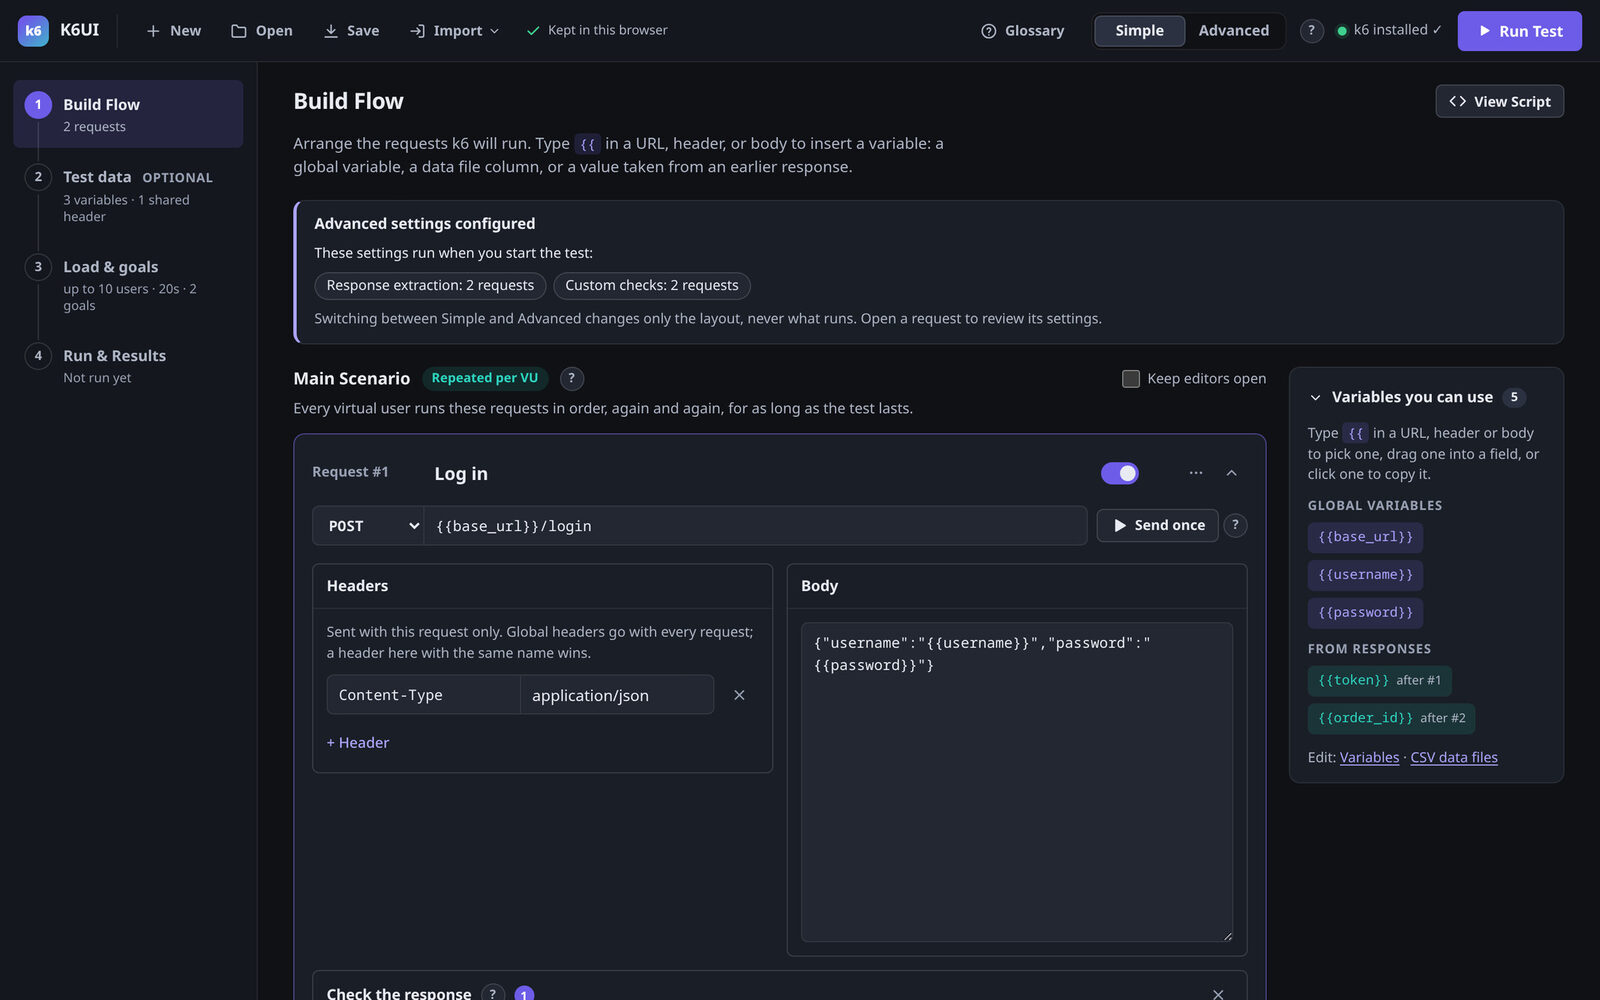 k6 K6UI
New
Open
Save
Import
Kept in this browser
Glossary
Simple
Advanced
?
k6 installed ✓
Run Test
1
Build Flow
2 requests
2
Test data OPTIONAL
3 variables · 1 shared
header
3
Load & goals
up to 10 users · 20s · 2
goals
4
Run & Results
Not run yet
Build Flow
View Script
Arrange the requests k6 will run. Type {{ in a URL, header, or body to insert a variable: a
global variable, a data file column, or a value taken from an earlier response.
Advanced settings configured
These settings run when you start the test:
Response extraction: 2 requests
Custom checks: 2 requests
Switching between Simple and Advanced changes only the layout, never what runs. Open a request to review its settings.
Main Scenario
Repeated per VU
?
Keep editors open
Every virtual user runs these requests in order, again and again, for as long as the test lasts.
Request #1
Log in
POST
{{base_url}}/login
Send once
?
Headers
Sent with this request only. Global headers go with every request;
a header here with the same name wins.
Content-Type
application/json
+ Header
Body
{"username":"{{username}}","password":"
{{password}}"}
Check the response
?
1
Variables you can use 5
Type {{ in a URL, header or body
to pick one, drag one into a field, or
click one to copy it.
GLOBAL VARIABLES
{{base_url}}
{{username}}
{{password}}
FROM RESPONSES
{{token}} after #1
{{order_id}} after #2
Edit: Variables · CSV data files